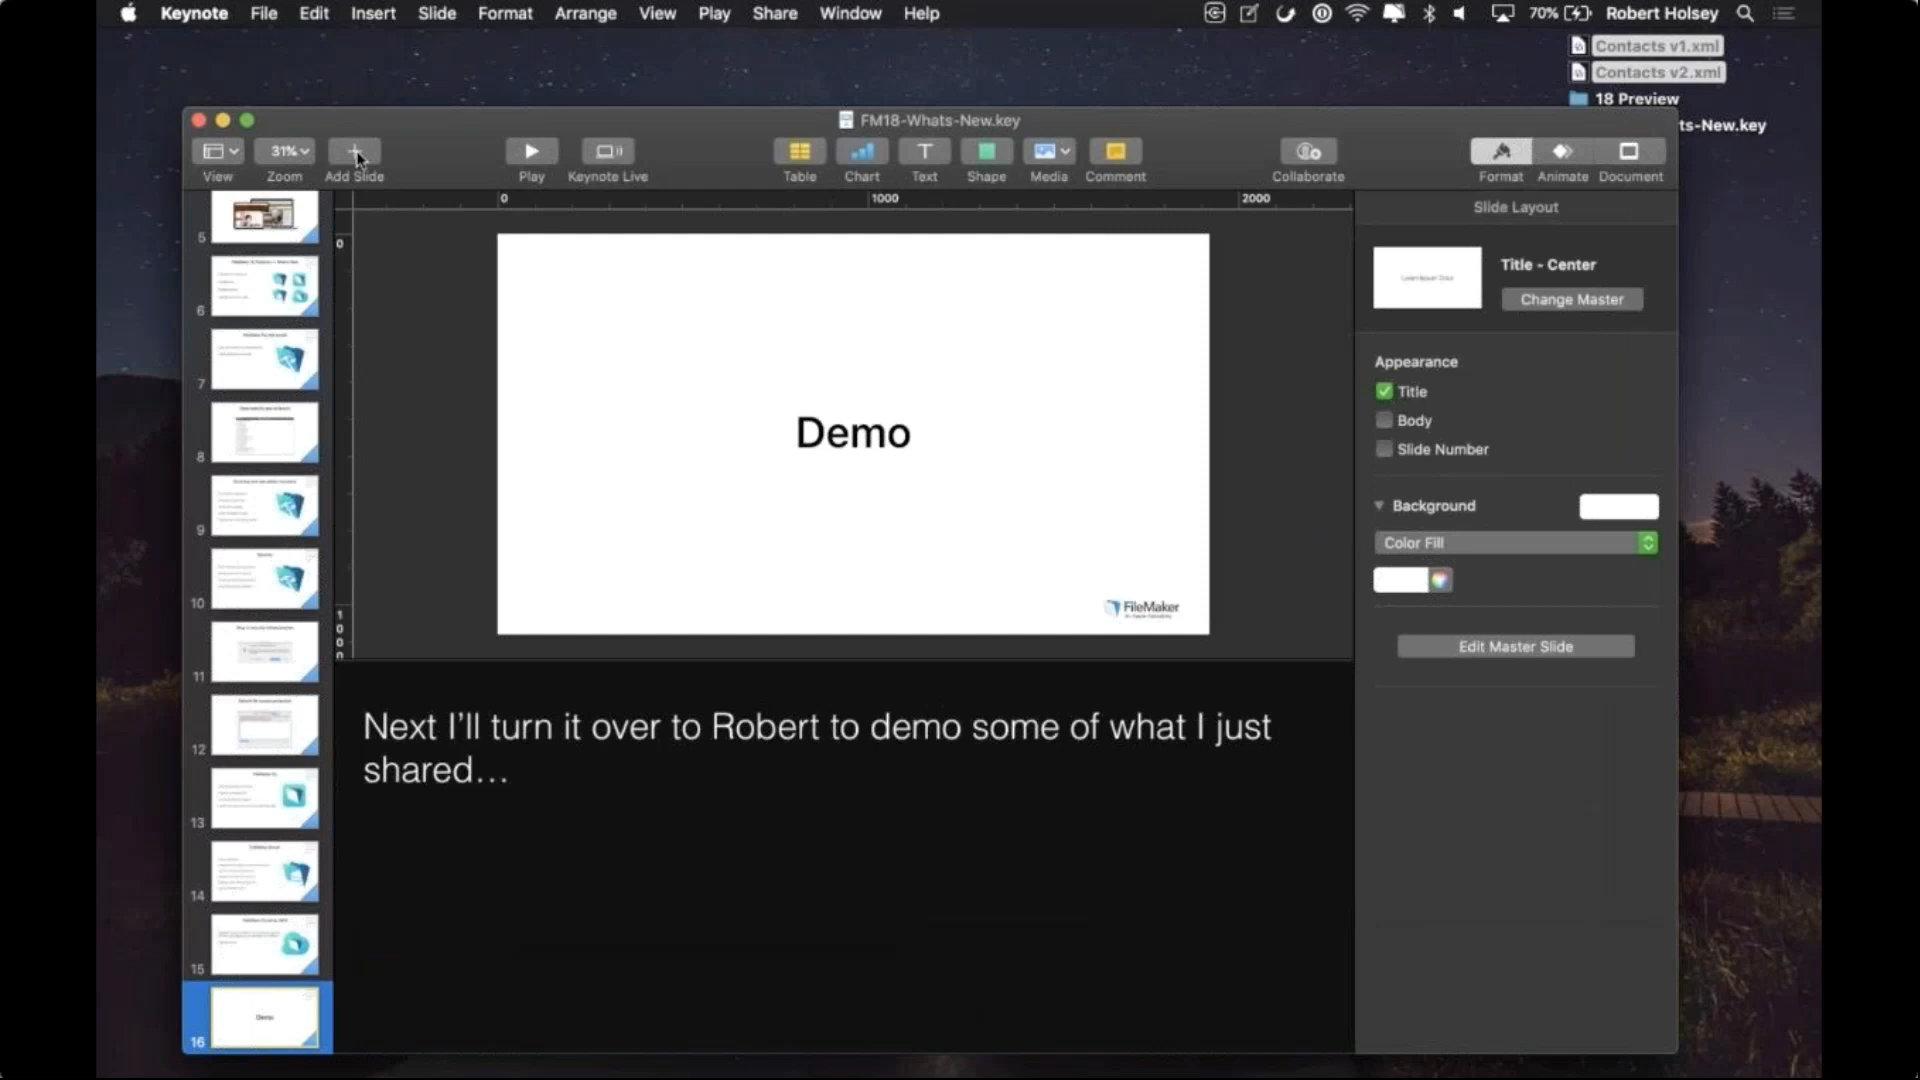 Keynote File Edit Insert Slide Format Arrange View Play Share Window Help 70% Robert Holsey
Contacts v1.xml
Contacts v2.xml
18 Preview
ts-New.key
FM18-Whats-New.key
31%
View Zoom Add Slide Play Keynote Live Table Chart Text Shape Media Comment Collaborate Format Animate Document
0 1000 2000
Slide Layout
Title - Center
Change Master
Appearance
Title
Body
Slide Number
Background
Color Fill
Edit Master Slide
0
Demo
FileMaker
Next I'll turn it over to Robert to demo some of what I just
shared…
5
6
7
8
9
10
11
12
13
14
15
Demo
16